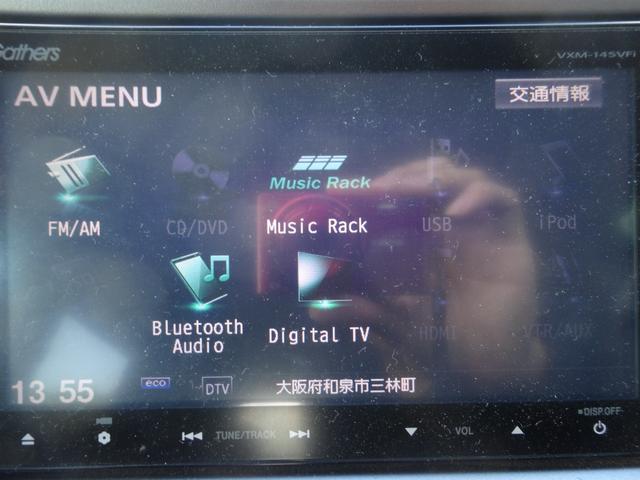 Gathers VXM-145VFi
AV MENU 交通情報
Music Rack
FM/AM CD/DVD Music Rack USB iPod
Bluetooth Audio Digital TV HDMI VTR/AUX
13 55 eco DTV 大阪府和泉市三林町
DISP.OFF
TUNE/TRACK VOL